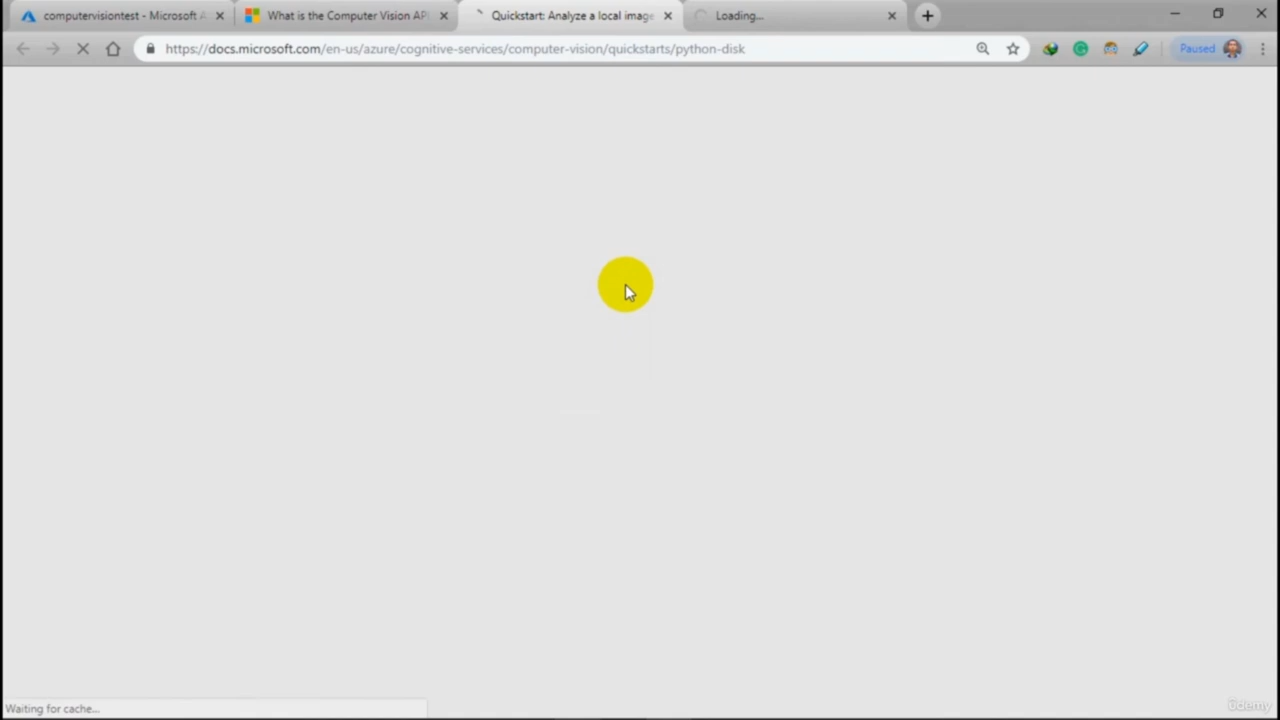 computervisiontest - Microsoft A
What is the Computer Vision API
Quickstart: Analyze a local image
Loading...
https://docs.microsoft.com/en-us/azure/cognitive-services/computer-vision/quickstarts/python-disk
Paused
Waiting for cache...
ûdemy